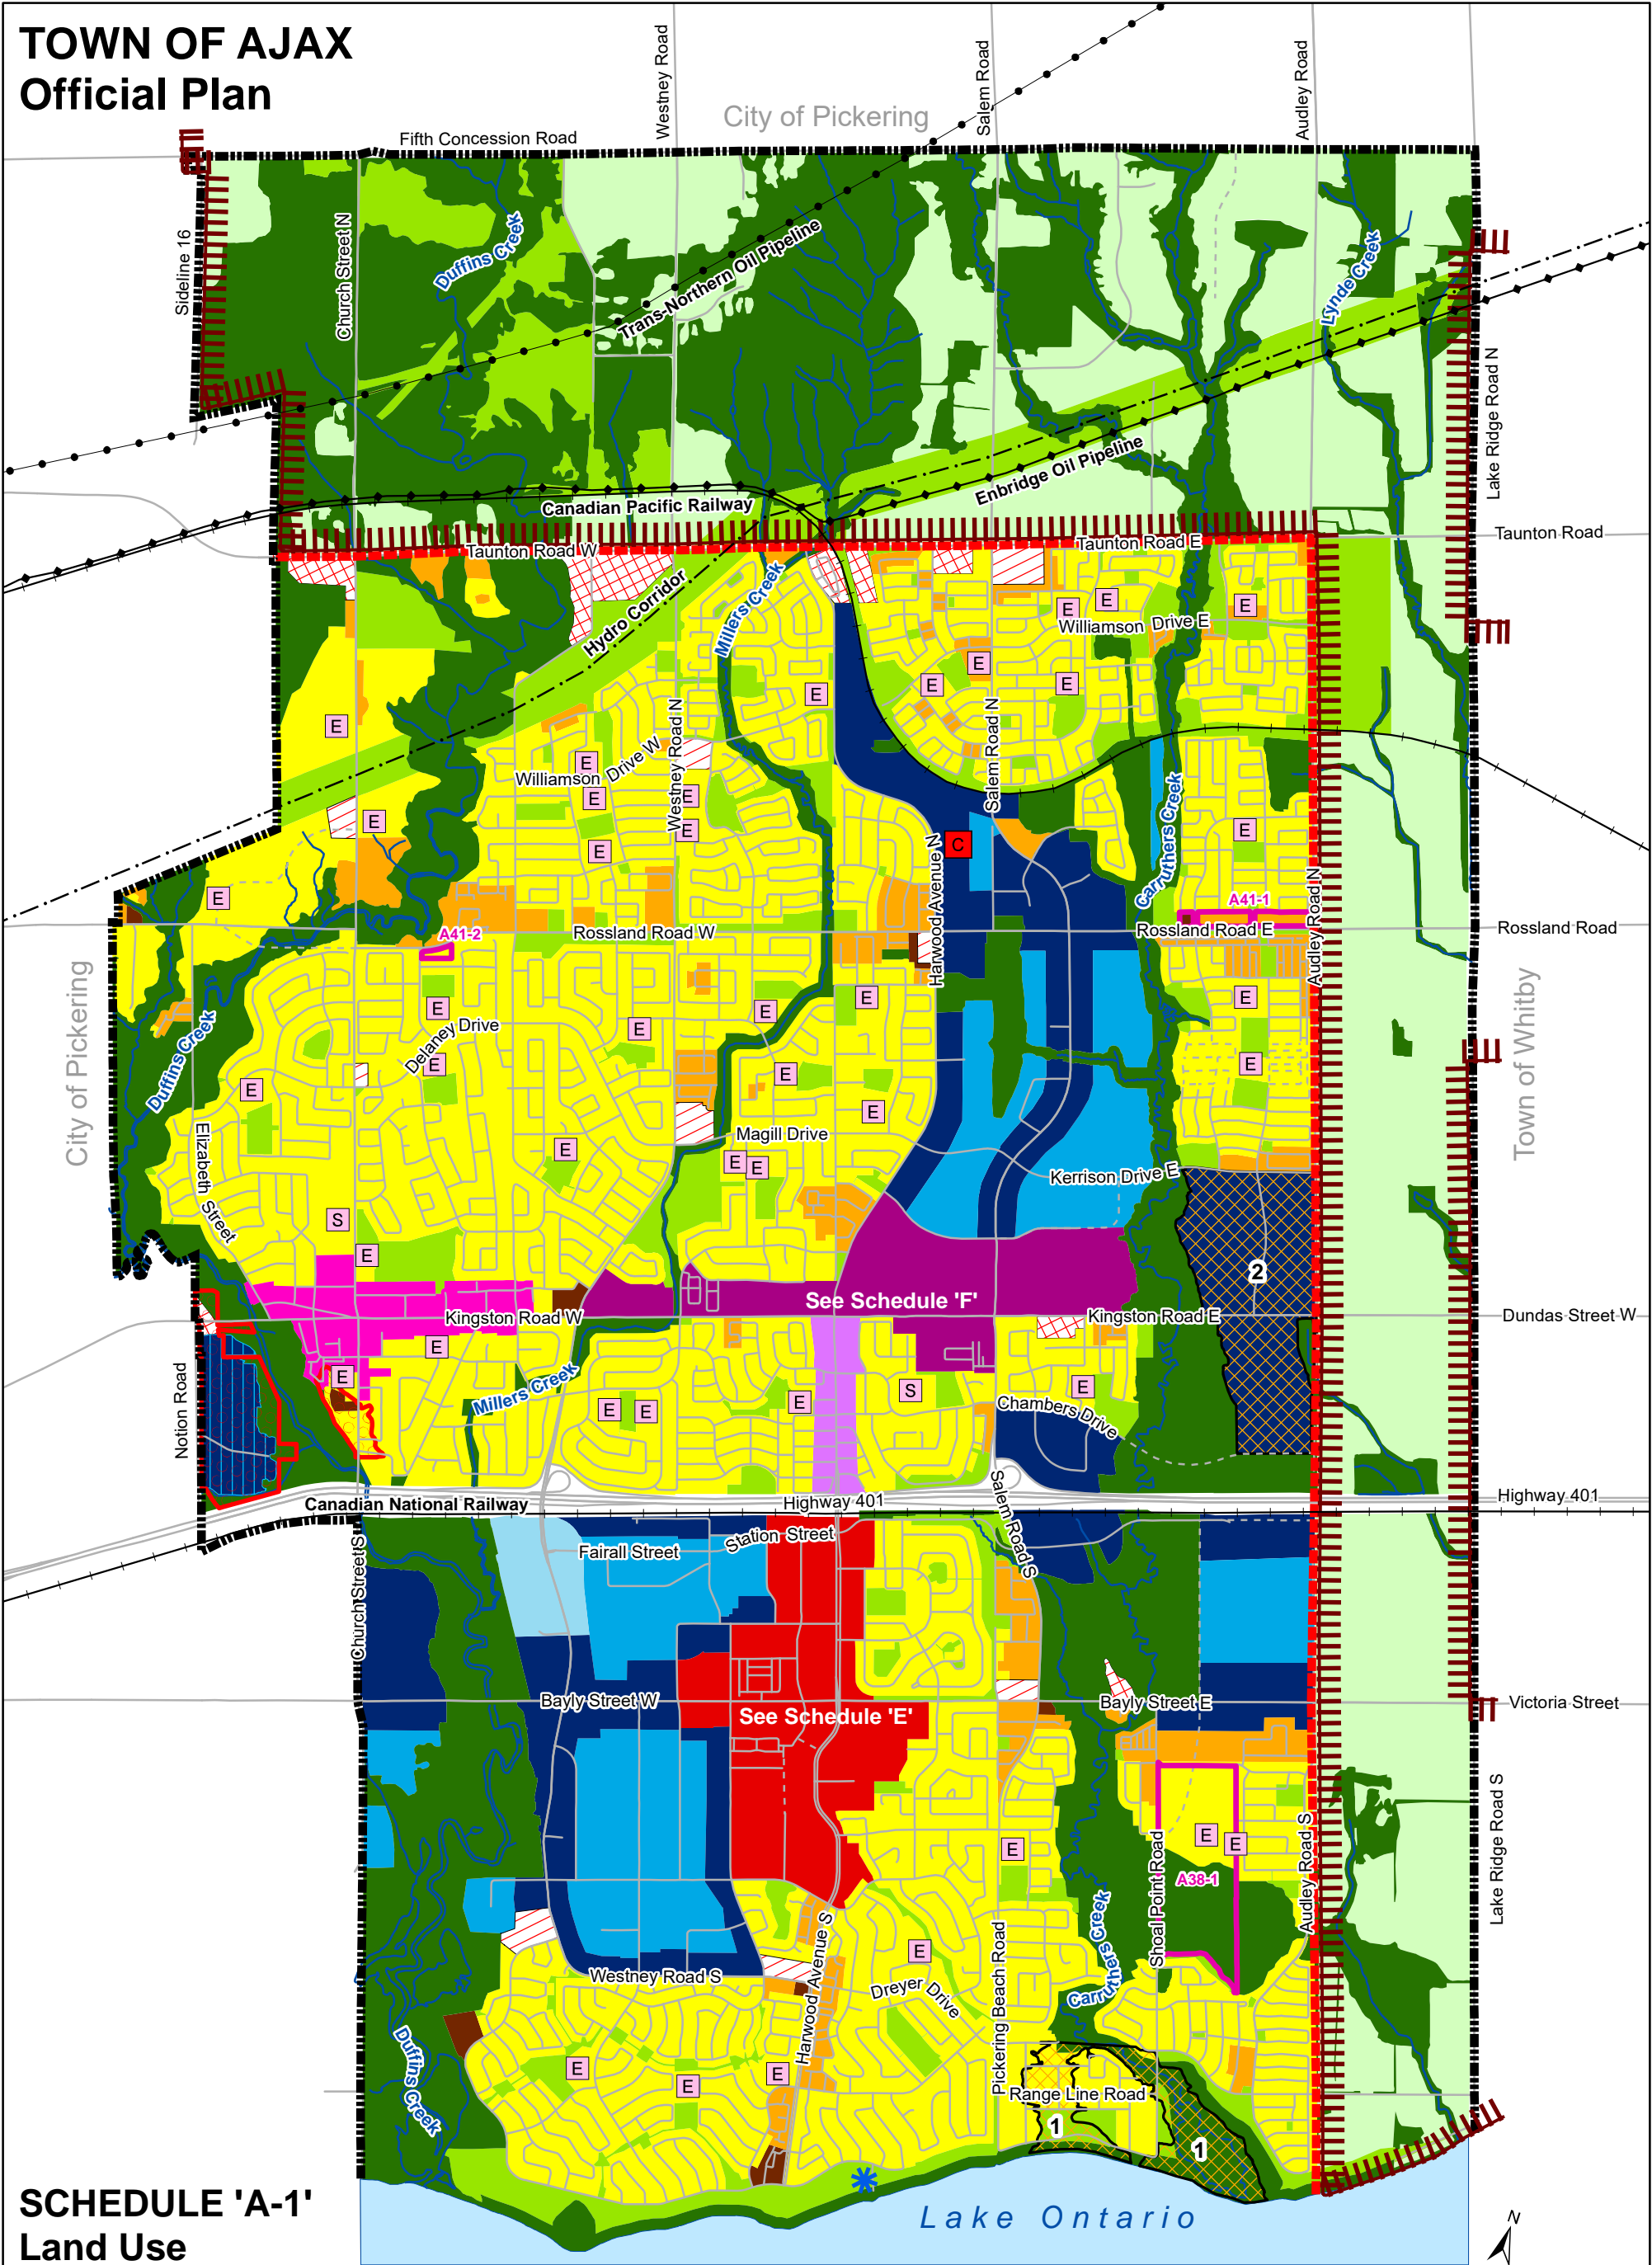 TOWN OF AJAX
Official Plan
City of Pickering
Westney Road
Salem Road
Audley Road
Fifth Concession Road
Sideline 16
Church Street N
Duffins Creek
Trans-Northern Oil Pipeline
Lynde Creek
Lake Ridge Road N
Enbridge Oil Pipeline
Canadian Pacific Railway
Taunton Road W
Taunton Road E
Taunton Road
Hydro Corridor
Millers Creek
E
E
E
Williamson Drive E
E
E
E
E
E
Westney Road N
Salem Road N
Williamson Drive W
E
E
E
E
E
E
E
Carruthers Creek
C
Harwood Avenue N
E
E
A41-1
A41-2
Rossland Road W
Rossland Road E
Rossland Road
Audley Road N
City of Pickering
Town of Whitby
Duffins Creek
E
E
E
E
E
Delaney Drive
E
E
E
E
E
E
Elizabeth Street
Magill Drive
E
E
E
Kerrison Drive E
S
E
2
See Schedule 'F'
Kingston Road W
Kingston Road E
Dundas Street W
E
E
Notion Road
Millers Creek
E
E
E
S
E
Chambers Drive
Canadian National Railway
Highway 401
Highway 401
Salem Road S
Station Street
Fairall Street
Church Street S
Bayly Street W
Bayly Street E
Victoria Street
See Schedule 'E'
Lake Ridge Road S
Shoal Point Road
Audley Road S
E
E
E
A38-1
Carruthers Creek
Pickering Beach Road
E
Dreyer Drive
Harwood Avenue S
Westney Road S
Duffins Creek
E
E
E
Range Line Road
1
1
Lake Ontario
SCHEDULE 'A-1'
Land Use
N